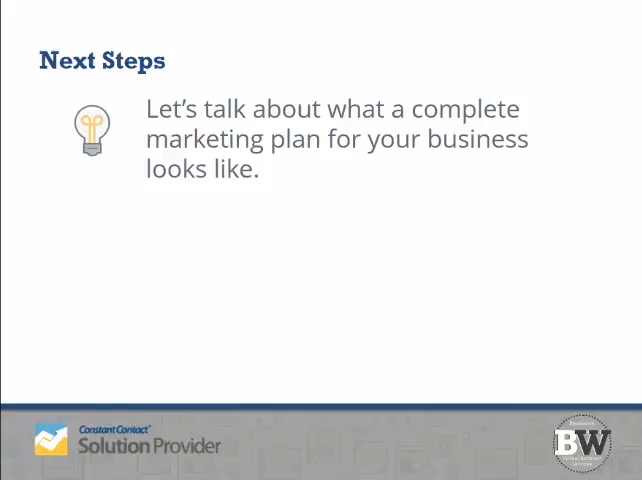 Next Steps
Let's talk about what a complete
marketing plan for your business
looks like.
Constant Contact
Solution Provider
BW
Services